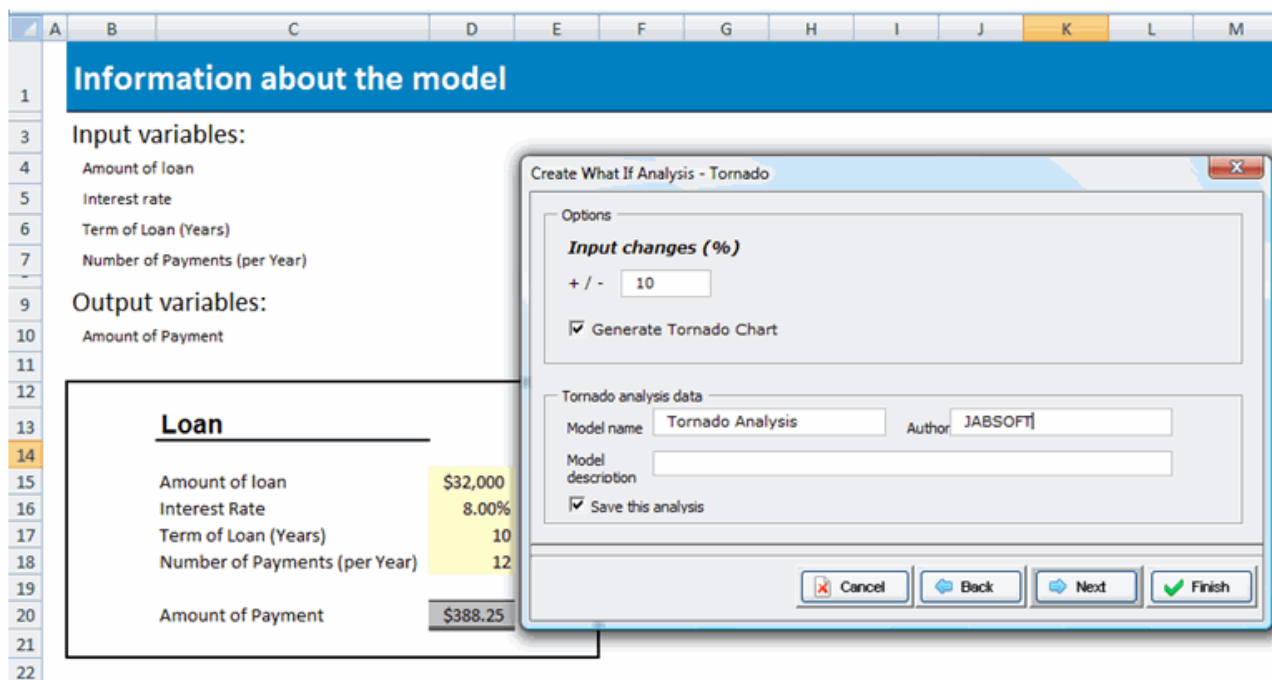 A B C D E F G H I J K L M
1 Information about the model
3 Input variables:
4 Amount of loan
5 Interest rate
6 Term of Loan (Years)
7 Number of Payments (per Year)
9 Output variables:
10 Amount of Payment
11
12
13 Loan
14
15 Amount of loan $32,000
16 Interest Rate 8.00%
17 Term of Loan (Years) 10
18 Number of Payments (per Year) 12
19
20 Amount of Payment $388.25
21
22
Create What If Analysis - Tornado
Options
Input changes (%)
+ / - 10
Generate Tornado Chart
Tornado analysis data
Model name Tornado Analysis Author JABSOFT
Model
description
Save this analysis
Cancel Back Next Finish